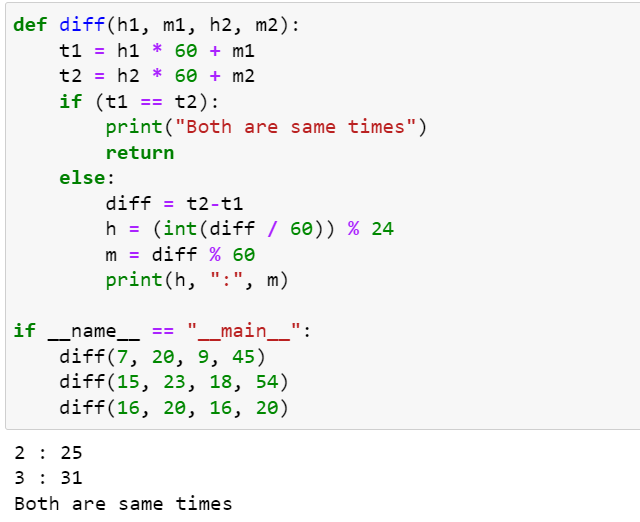 def diff(h1, m1, h2, m2):
    t1 = h1 * 60 + m1
    t2 = h2 * 60 + m2
    if (t1 == t2):
        print("Both are same times")
        return
    else:
        diff = t2-t1
        h = (int(diff / 60)) % 24
        m = diff % 60
        print(h, ":", m)

if __name__ == "__main__":
    diff(7, 20, 9, 45)
    diff(15, 23, 18, 54)
    diff(16, 20, 16, 20)

2 : 25
3 : 31
Both are same times